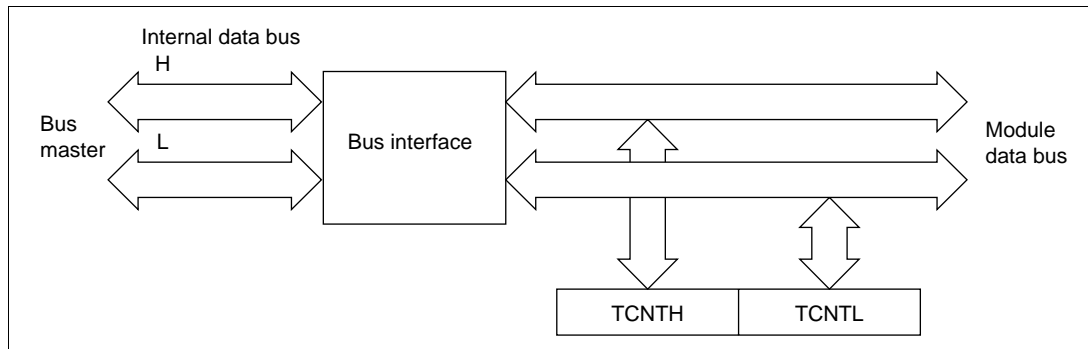 Internal data bus
H
Bus
master
L
Bus interface
Module
data bus
TCNTH
TCNTL